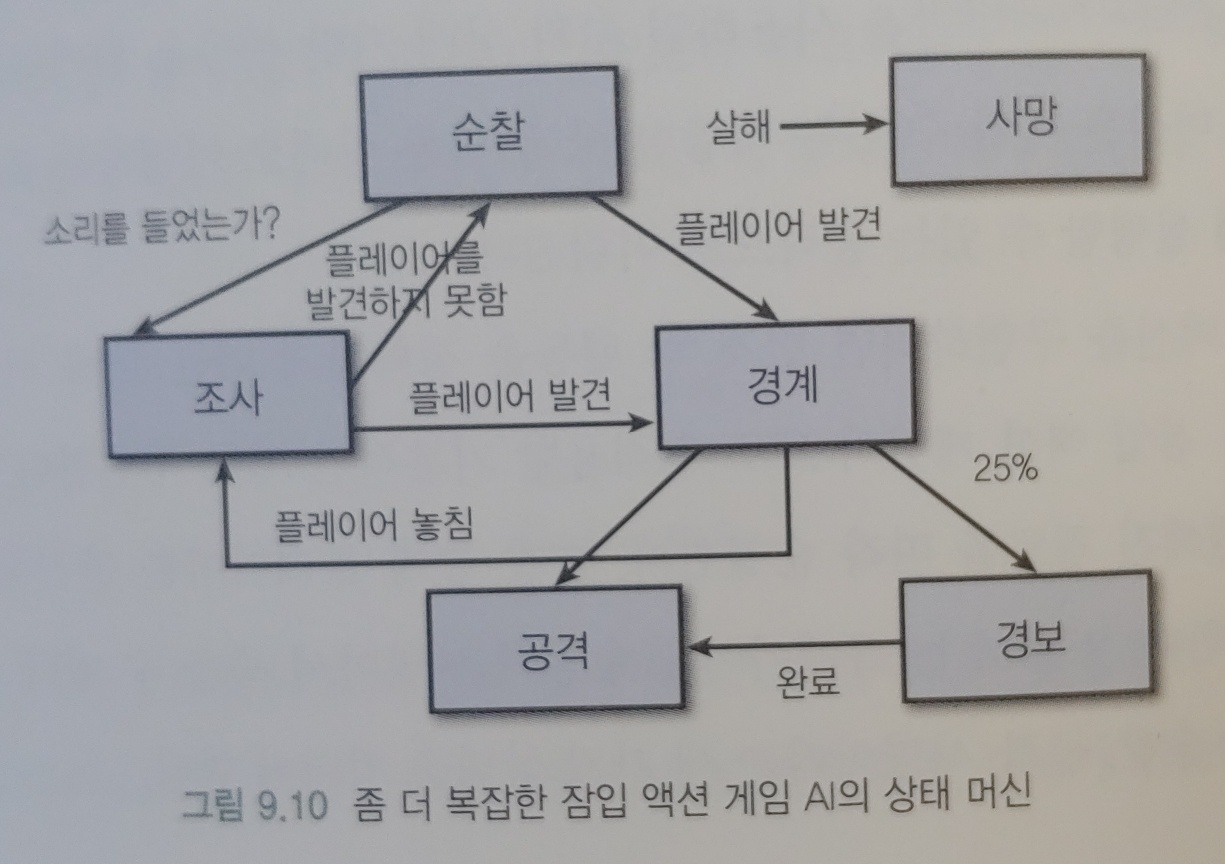 순찰
살해
사망
소리를 들었는가?
플레이어를
발견하지 못함
플레이어 발견
조사
플레이어 발견
경계
25%
플레이어 놓침
공격
완료
경보
그림 9.10 좀 더 복잡한 잠입 액션 게임 AI의 상태 머신